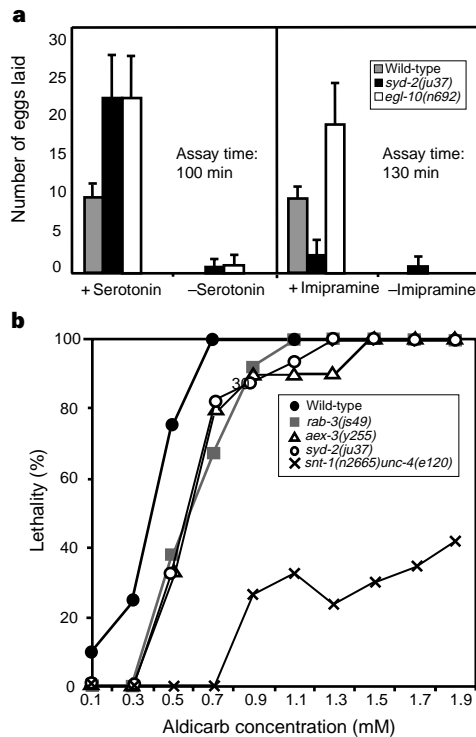 a
Number of eggs laid
30
25
20
15
10
5
0
Wild-type
syd-2(ju37)
egl-10(n692)
Assay time:
100 min
Assay time:
130 min
+ Serotonin
–Serotonin
+ Imipramine
–Imipramine
b
Lethality (%)
100
80
60
40
20
0
30
Wild-type
rab-3(js49)
aex-3(y255)
syd-2(ju37)
snt-1(n2665)unc-4(e120)
0.1 0.3 0.5 0.7 0.9 1.1 1.3 1.5 1.7 1.9
Aldicarb concentration (mM)